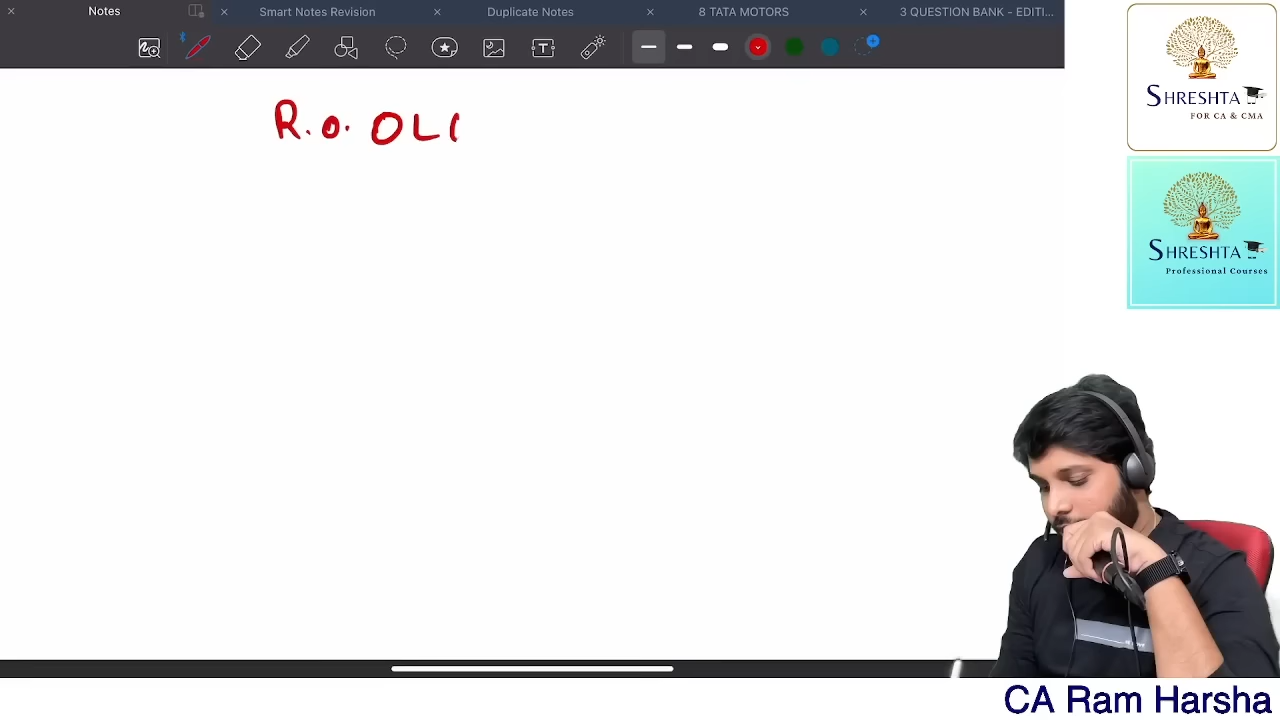 Notes
Smart Notes Revision
Duplicate Notes
8 TATA MOTORS
3 QUESTION BANK - EDITI...
R.O. OL(
SHRESHTA
FOR CA & CMA
SHRESHTA
Professional Courses
CA Ram Harsha